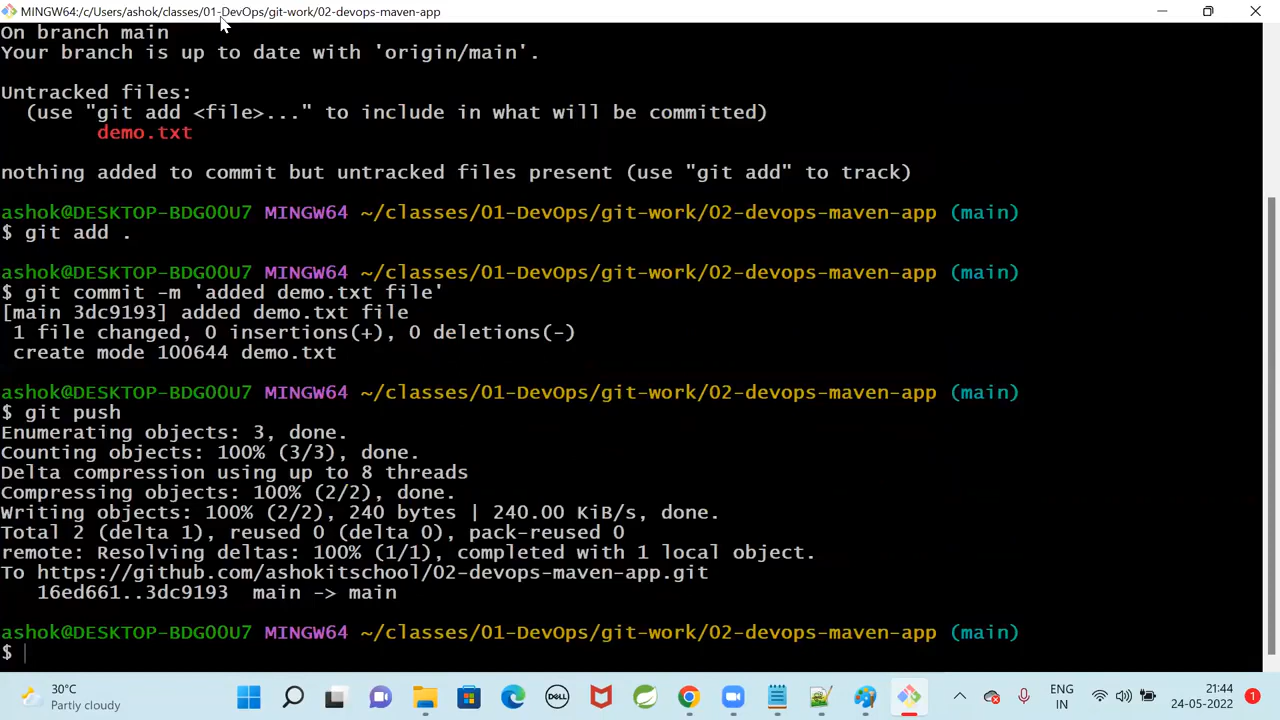 MINGW64:/c/Users/ashok/classes/01-DevOps/git-work/02-devops-maven-app
On branch main
Your branch is up to date with 'origin/main'.
Untracked files:
(use "git add <file>..." to include in what will be committed)
demo.txt
nothing added to commit but untracked files present (use "git add" to track)
ashok@DESKTOP-BDG00U7 MINGW64 ~/classes/01-DevOps/git-work/02-devops-maven-app (main)
$ git add .
ashok@DESKTOP-BDG00U7 MINGW64 ~/classes/01-DevOps/git-work/02-devops-maven-app (main)
$ git commit -m 'added demo.txt file'
[main 3dc9193] added demo.txt file
1 file changed, 0 insertions(+), 0 deletions(-)
create mode 100644 demo.txt
ashok@DESKTOP-BDG00U7 MINGW64 ~/classes/01-DevOps/git-work/02-devops-maven-app (main)
$ git push
Enumerating objects: 3, done.
Counting objects: 100% (3/3), done.
Delta compression using up to 8 threads
Compressing objects: 100% (2/2), done.
Writing objects: 100% (2/2), 240 bytes | 240.00 KiB/s, done.
Total 2 (delta 1), reused 0 (delta 0), pack-reused 0
remote: Resolving deltas: 100% (1/1), completed with 1 local object.
To https://github.com/ashokitschool/02-devops-maven-app.git
16ed661..3dc9193  main -> main
ashok@DESKTOP-BDG00U7 MINGW64 ~/classes/01-DevOps/git-work/02-devops-maven-app (main)
$
30°C
Partly cloudy
DELL
ENG
IN
21:44
24-05-2022
1